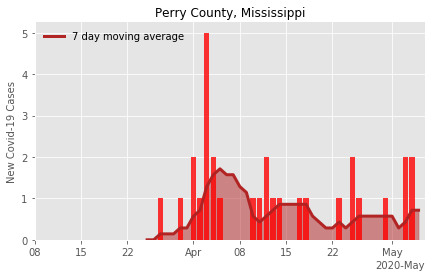 Perry County, Mississippi
7 day moving average
New Covid-19 Cases
5
4
3
2
1
0
08 15 22 Apr 08 15 22 May
2020-May